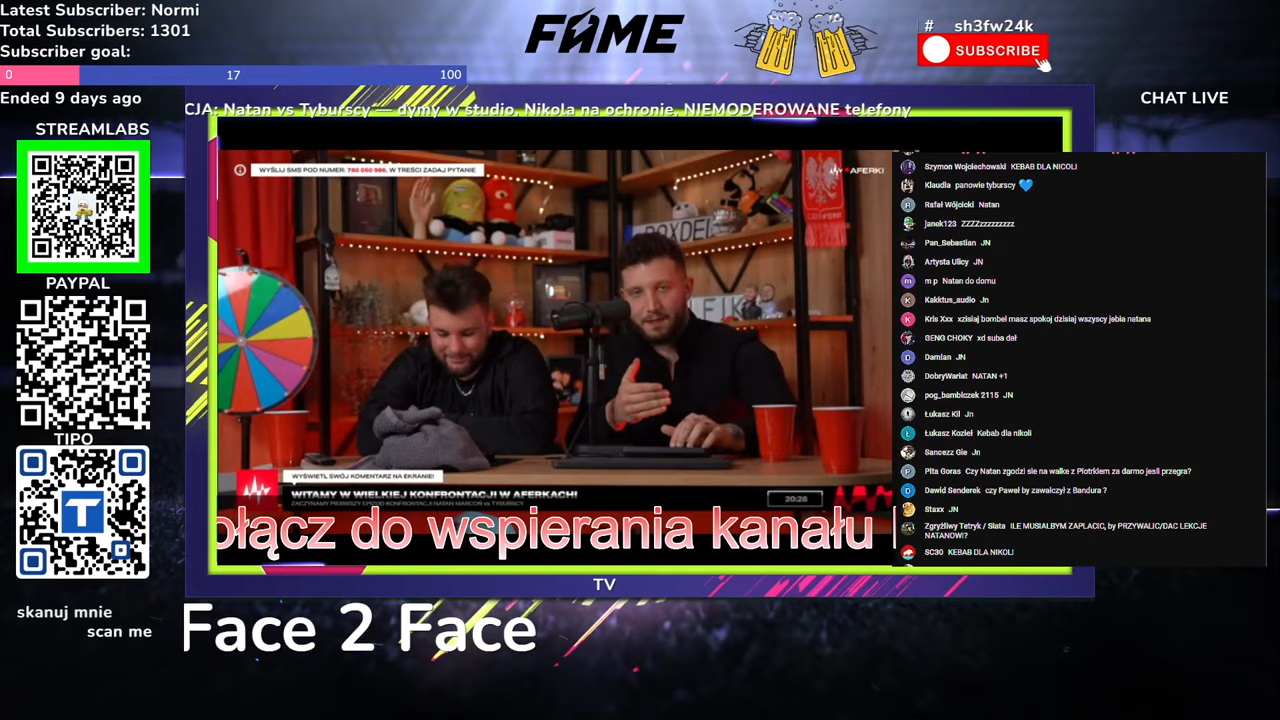 Latest Subscriber: Normi
Total Subscribers: 1301
Subscriber goal:
0 17 100
Ended 9 days ago
FAME
# sh3fw24k
SUBSCRIBE
CHAT LIVE
CJA: Natan vs Tyburscy — dymy w studio, Nikola na ochronie, NIEMODEROWANE telefony
STREAMLABS
PAYPAL
TIPO
T
skanuj mnie
scan me
WYŚLIJ SMS POD NUMER: 780 050 986, W TREŚCI ZADAJ PYTANIE
AFERKI
BOXDEL
WYŚWIETL SWÓJ KOMENTARZ NA EKRANIE!
WITAMY W WIELKIEJ KONFRONTACJI W AFERKACH!
20:28
ołącz do wspierania kanału
TV
Face 2 Face
Szymon Wojciechowski KEBAB DLA NICOLI
Klaudia panowie tyburscy 💙
Rafał Wójcicki Natan
janek123 ZZZZzzzzzzzzz
Pan_Sebastian JN
Artysta Ulicy JN
m p Natan do domu
Kakktus_audio Jn
Kris Xxx xzisiaj bombel masz spokoj dzisiaj wszyscy jebia natana
GENG CHOKY xd suba dał
Damian JN
DobryWariat NATAN +1
pog_bamblczek 2115 JN
Łukasz Kil Jn
Łukasz Kozieł Kebab dla nikoli
Sancezz Gie Jn
Pita Goras Czy Natan zgodzi sie na walke z Piotrkiem za darmo jesli przegra?
Dawid Senderek czy Paweł by zawalczył z Bandura ?
Staxx JN
Zgryźliwy Tetryk / Slata ILE MUSIAŁBYM ZAPŁACIC, by PRZYWALIC/DAC LEKCJE
NATANOWI?
SC30 KEBAB DLA NIKOLI